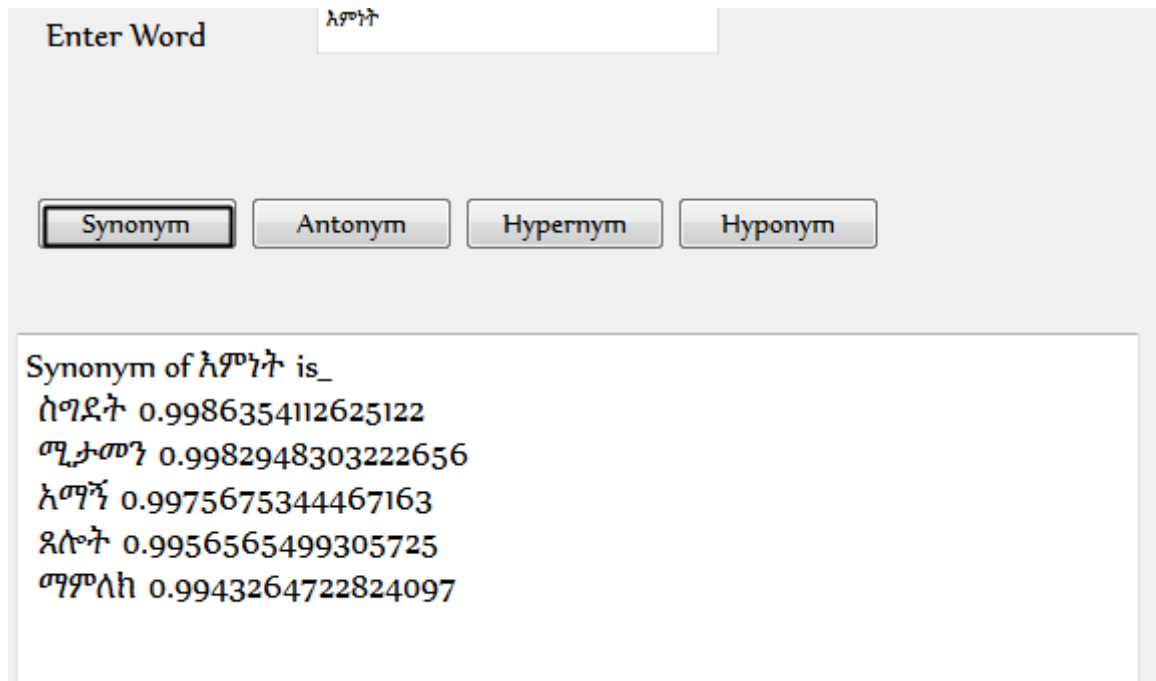 Enter Word እምነት
Synonym Antonym Hypernym Hyponym
Synonym of እምነት is_
ስግደት 0.9986354112625122
ሚታመን 0.9982948303222656
አማኝ 0.9975675344467163
ጸሎት 0.99565655499305725
ማምለክ 0.9943264722824097